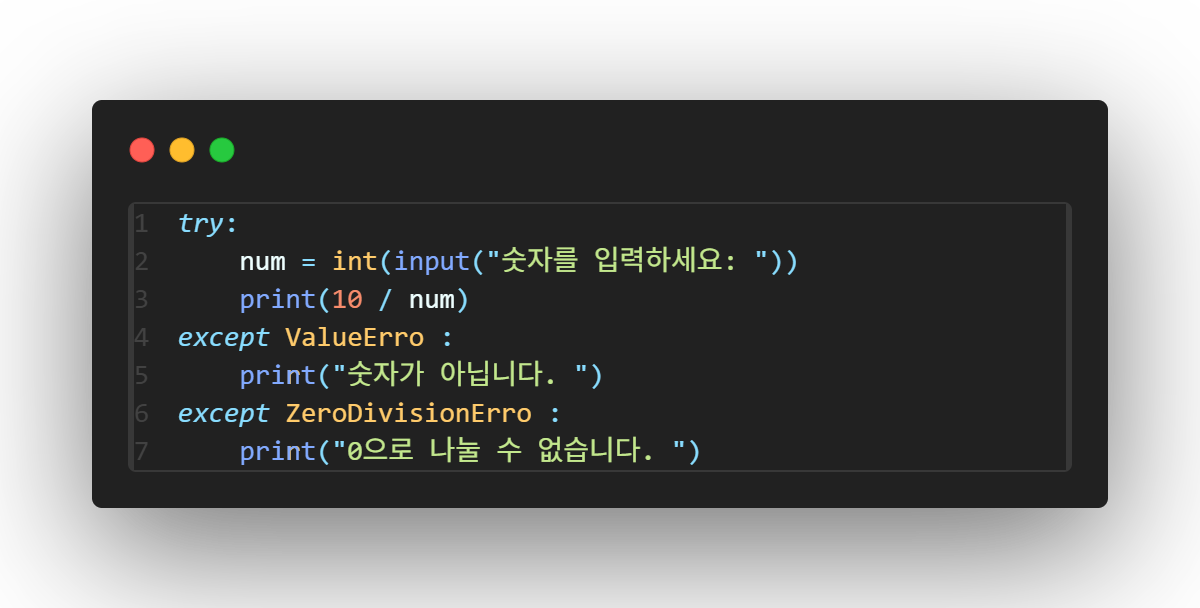 1 try:
2     num = int(input("숫자를 입력하세요: "))
3     print(10 / num)
4 except ValueErro :
5     print("숫자가 아닙니다. ")
6 except ZeroDivisionErro :
7     print("0으로 나눌 수 없습니다. ")